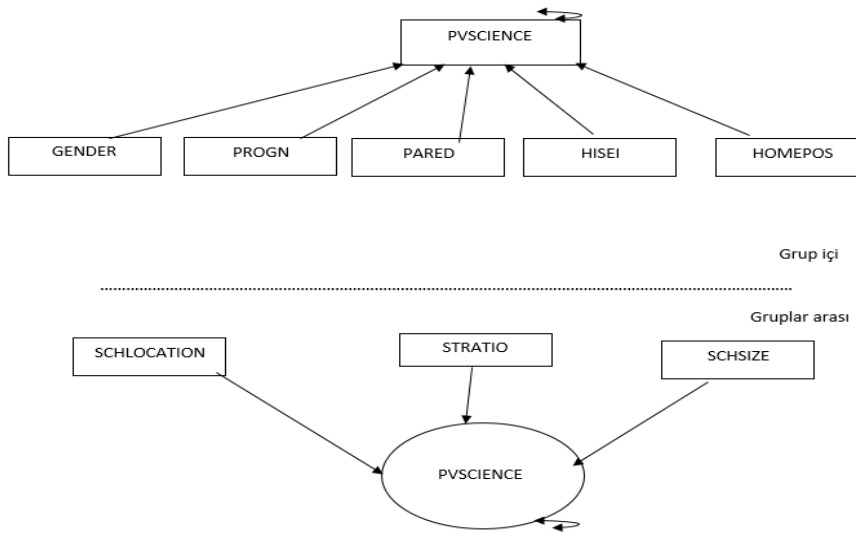 PVSCIENCE
GENDER
PROGN
PARED
HISEI
HOMEPOS
Grup içi
Gruplar arası
SCHLOCATION
STRATIO
SCHSIZE
PVSCIENCE